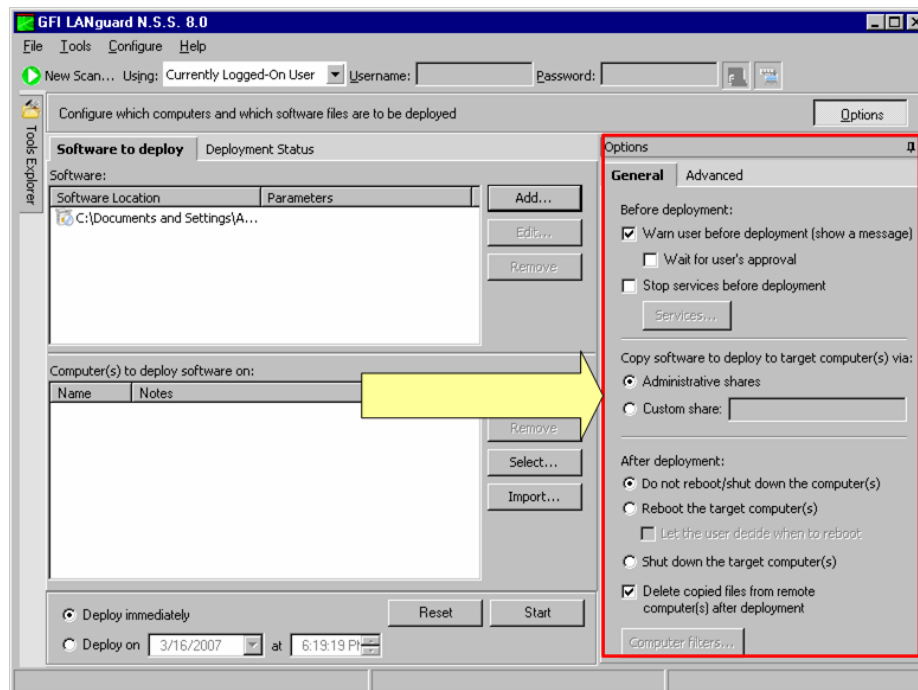 GFI LANguard N.S.S. 8.0
File Tools Configure Help
New Scan... Using: Currently Logged-On User Username: Password:
Tools Explorer
Configure which computers and which software files are to be deployed
Options
Software to deploy Deployment Status
Software:
Software Location Parameters
C:\Documents and Settings\A...
Add...
Edit...
Remove
Computer(s) to deploy software on:
Name Notes
Remove
Select...
Import...
Deploy immediately
Reset Start
Deploy on 3/16/2007 at 6:19:19 PM
Options
General Advanced
Before deployment:
Warn user before deployment (show a message)
Wait for user's approval
Stop services before deployment
Services...
Copy software to deploy to target computer(s) via:
Administrative shares
Custom share:
After deployment:
Do not reboot/shut down the computer(s)
Reboot the target computer(s)
Let the user decide when to reboot
Shut down the target computer(s)
Delete copied files from remote
computer(s) after deployment
Computer filters...